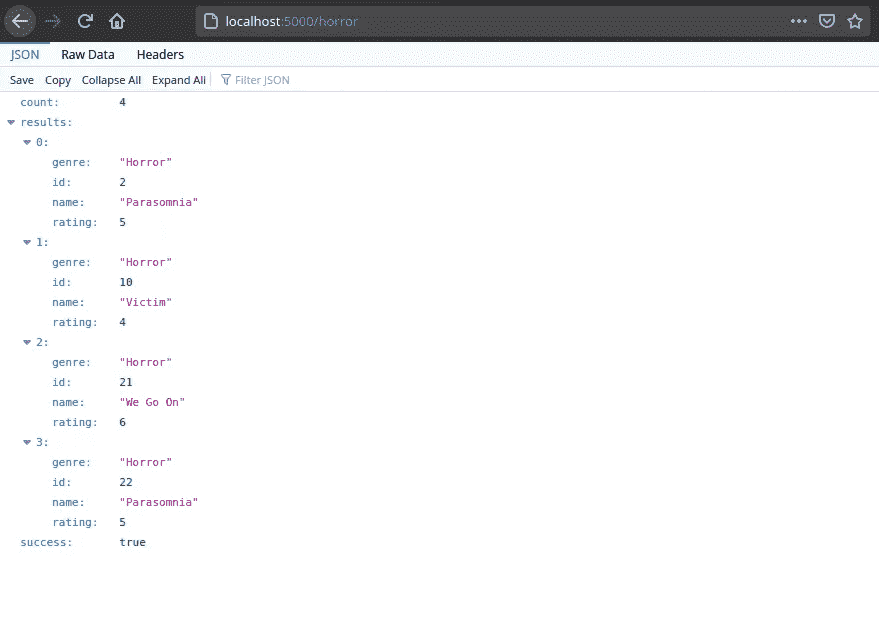 localhost:5000/horror
JSON Raw Data Headers
Save Copy Collapse All Expand All Filter JSON
count: 4
results:
0:
genre: "Horror"
id: 2
name: "Parasomnia"
rating: 5
1:
genre: "Horror"
id: 10
name: "Victim"
rating: 4
2:
genre: "Horror"
id: 21
name: "We Go On"
rating: 6
3:
genre: "Horror"
id: 22
name: "Parasomnia"
rating: 5
success: true